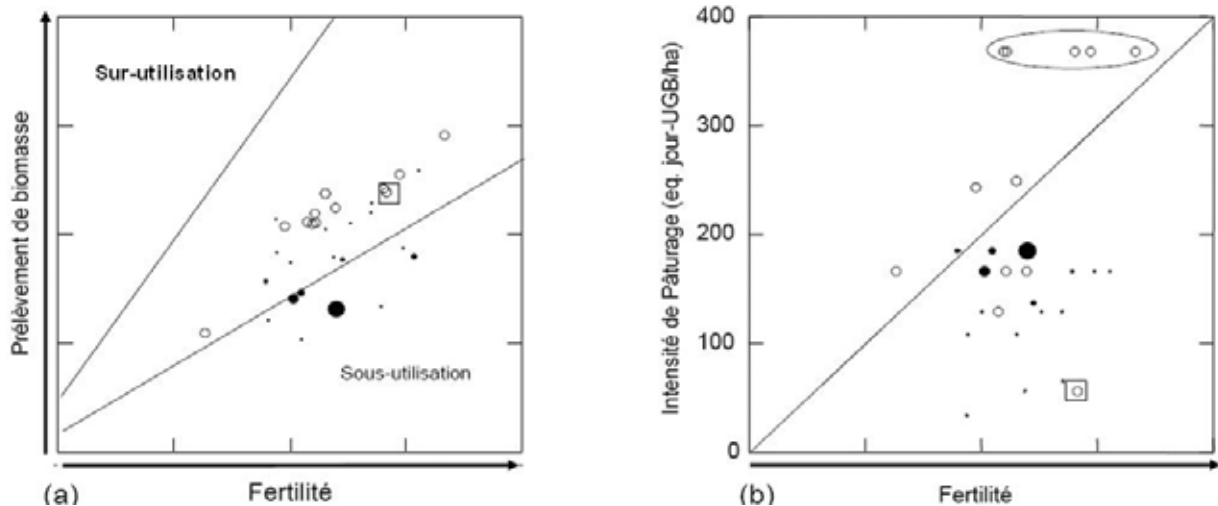 Sur-utilisation
Prélèvement de biomasse
Sous-utilisation
(a)
Fertilité
400
300
200
100
0
Intensité de Pâturage (eq. jour-UGB/ha)
(b)
Fertilité